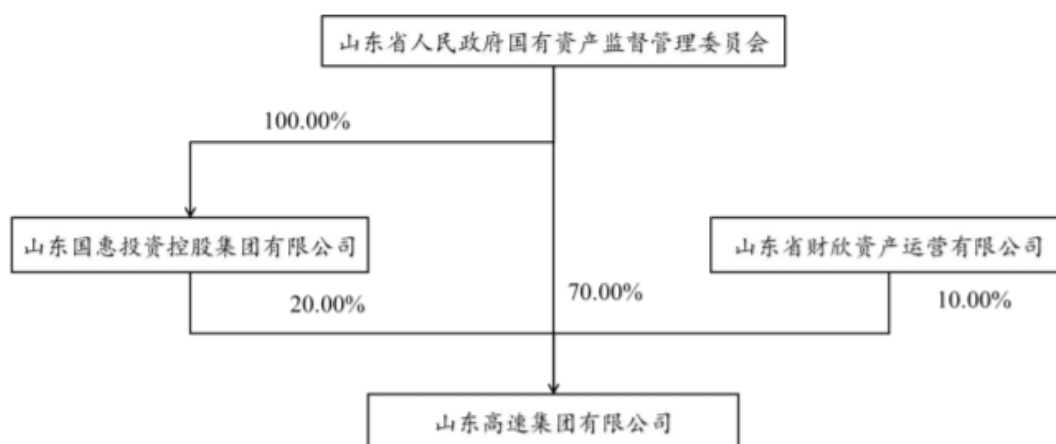 山东省人民政府国有资产监督管理委员会
100.00%
山东国惠投资控股集团有限公司
山东省财欣资产运营有限公司
20.00%
70.00%
10.00%
山东高速集团有限公司